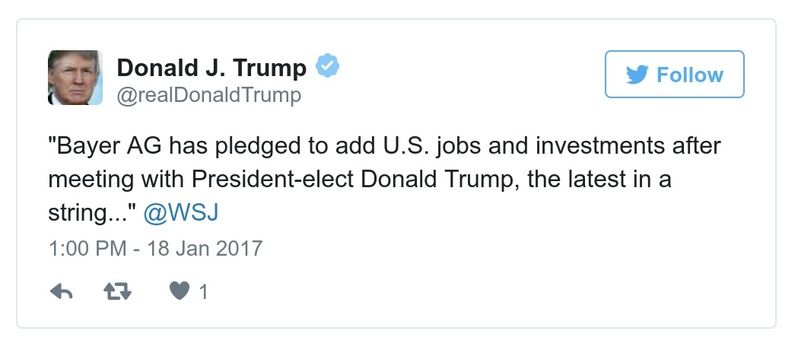 Donald J. Trump
@realDonaldTrump
Follow
"Bayer AG has pledged to add U.S. jobs and investments after
meeting with President-elect Donald Trump, the latest in a
string..." @WSJ
1:00 PM - 18 Jan 2017
1